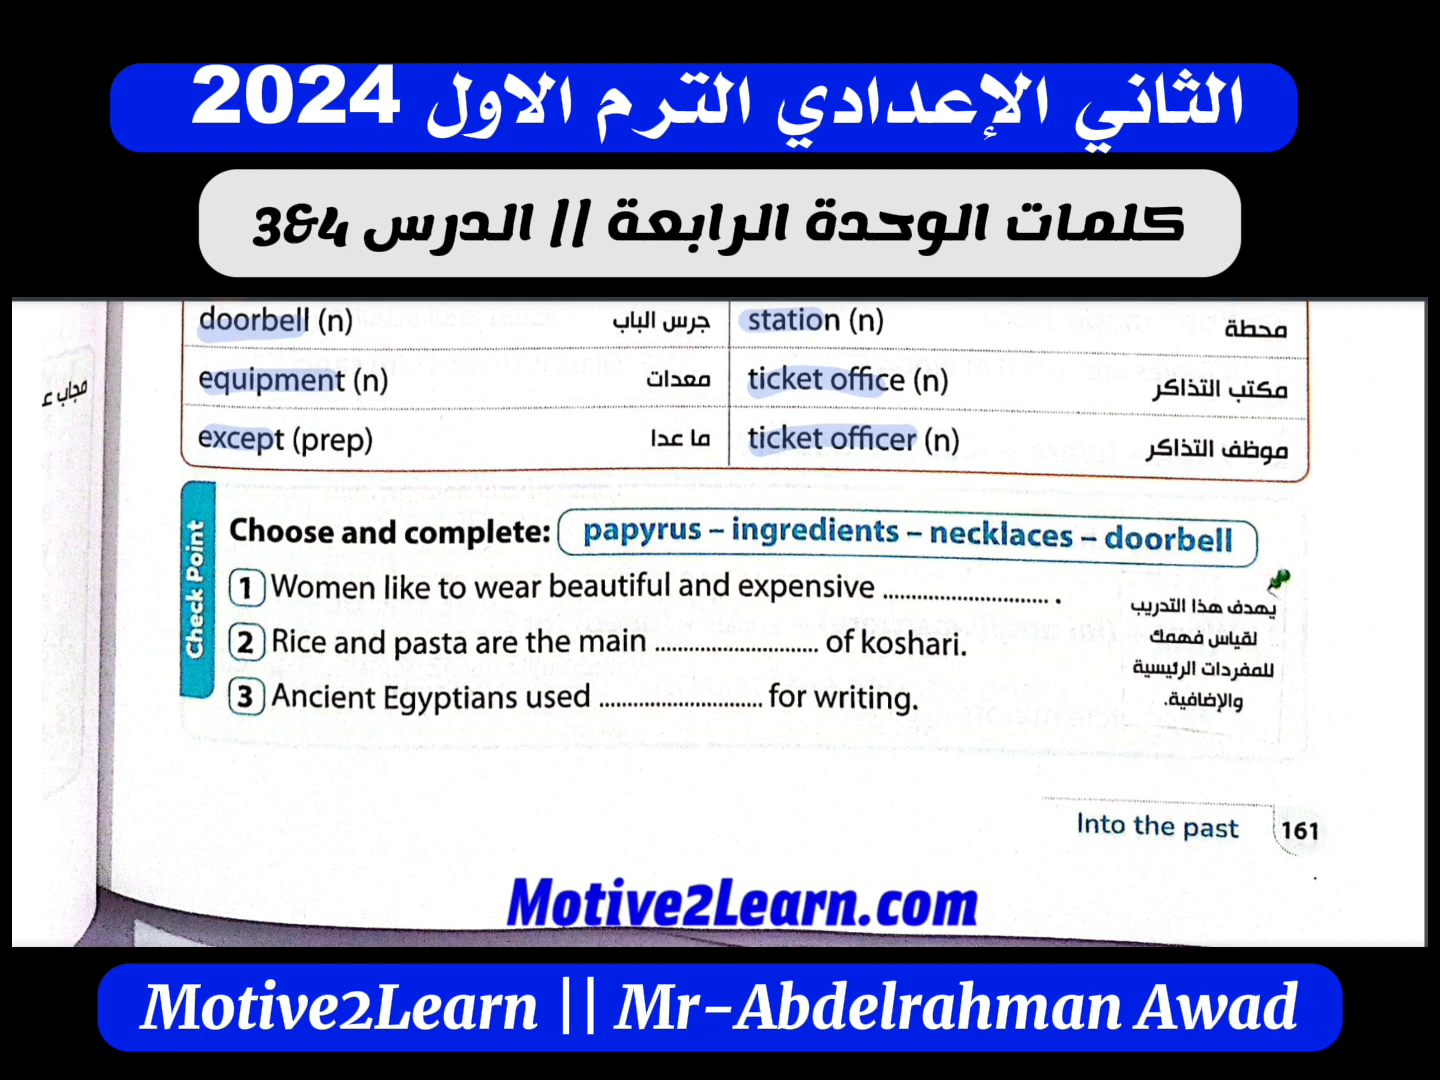 الثاني الإعدادي الترم الاول 2024
كلمات الوحدة الرابعة || الدرس 3&4
doorbell (n) جرس الباب station (n) محطة
equipment (n) معدات ticket office (n) مكتب التذاكر
except (prep) ما عدا ticket officer (n) موظف التذاكر
مجاب ع
Check Point
Choose and complete: papyrus – ingredients – necklaces – doorbell
1 Women like to wear beautiful and expensive .............................. .
2 Rice and pasta are the main .............................. of koshari.
3 Ancient Egyptians used .............................. for writing.
يهدف هذا التدريب
لقياس فهمك
للمفردات الرئيسية
والإضافية.
Into the past 161
Motive2Learn.com
Motive2Learn || Mr-Abdelrahman Awad